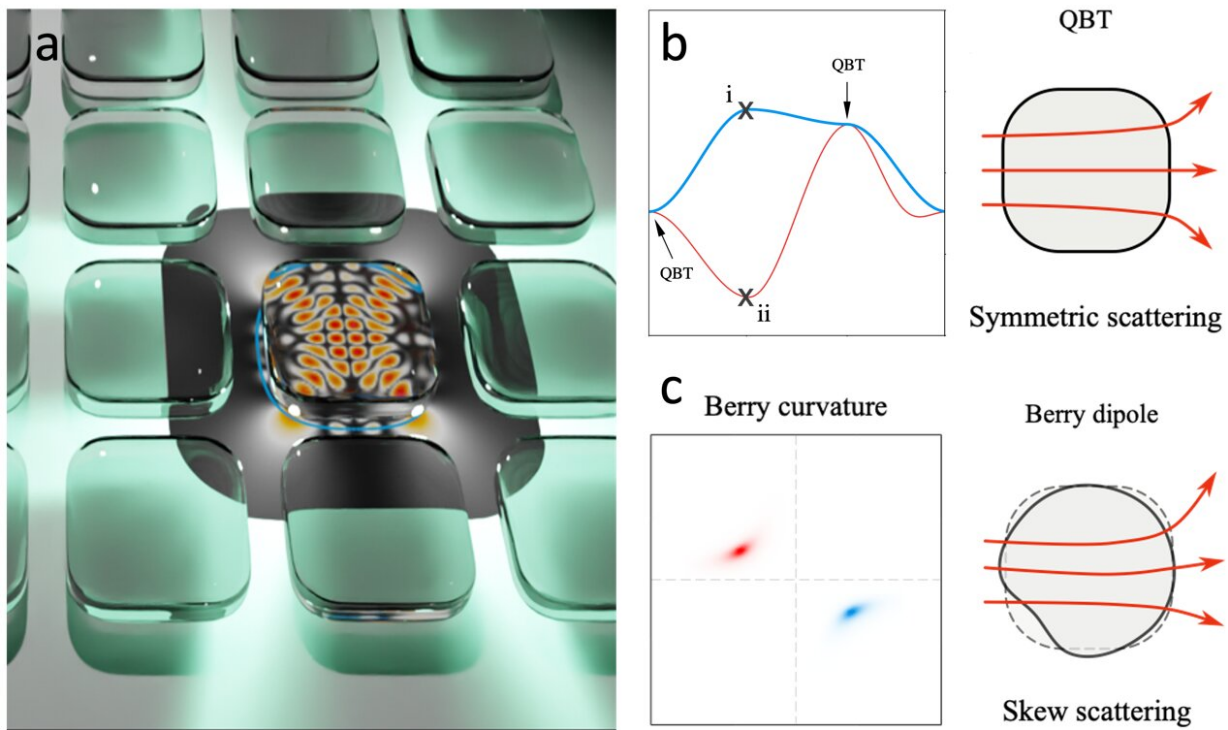 a
b
QBT
i
QBT
ii
QBT
Symmetric scattering
c
Berry curvature
Berry dipole
Skew scattering